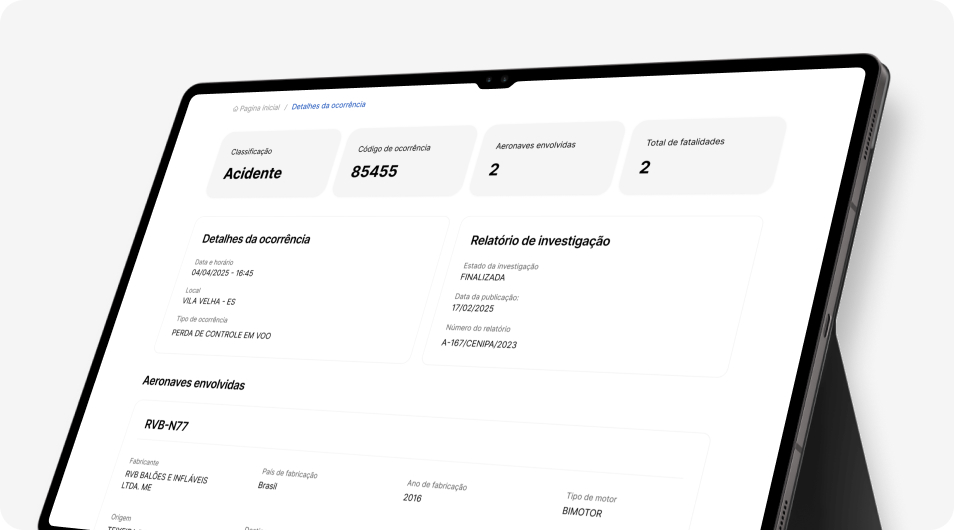 Pagina inicial / Detalhes da ocorrência
Classificação
Acidente
Código de ocorrência
85455
Aeronaves envolvidas
2
Total de fatalidades
2
Detalhes da ocorrência
Data e horário
04/04/2025 - 16:45
Local
VILA VELHA - ES
Tipo de ocorrência
PERDA DE CONTROLE EM VOO
Relatório de investigação
Estado da investigação
FINALIZADA
Data da publicação:
17/02/2025
Número do relatório
A-167/CENIPA/2023
Aeronaves envolvidas
RVB-N77
Fabricante
RVB BALÕES E INFLÁVEIS
LTDA. ME
País de fabricação
Brasil
Ano de fabricação
2016
Tipo de motor
BIMOTOR
Origem